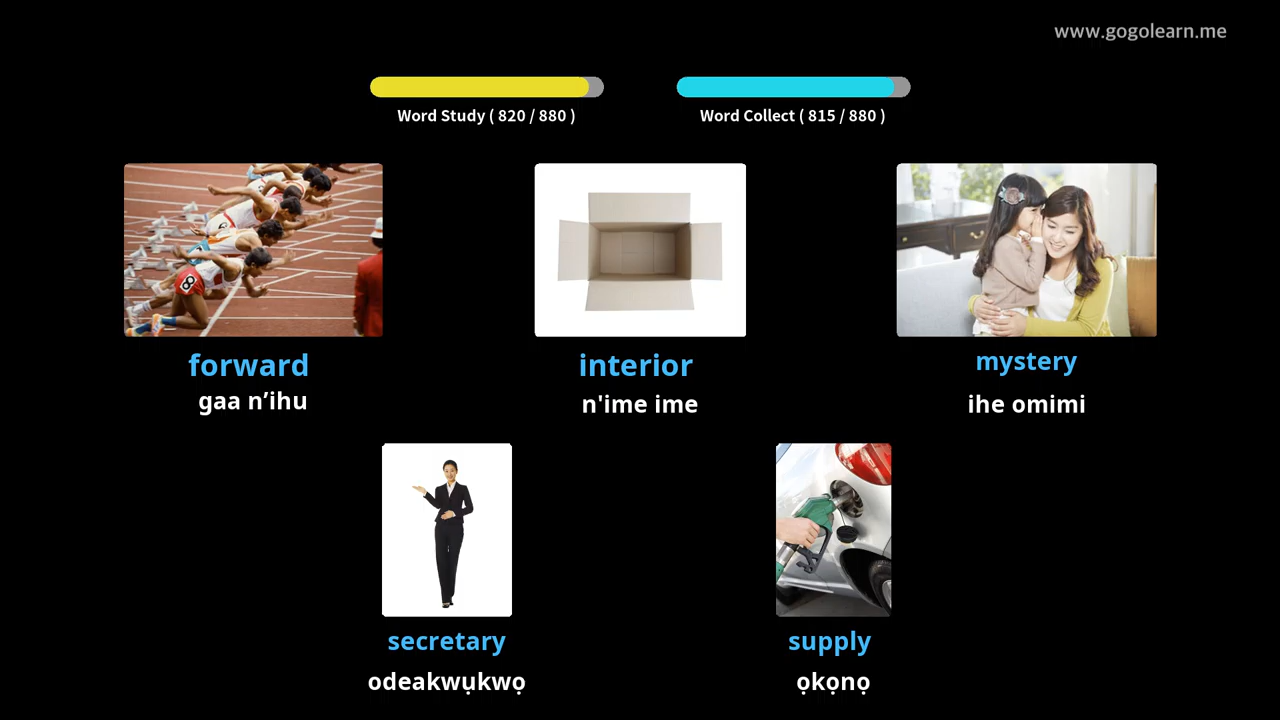 www.gogolearn.me
Word Study ( 820 / 880 )
Word Collect ( 815 / 880 )
forward
gaa n’ihu
interior
n'ime ime
mystery
ihe omimi
secretary
odeakwụkwọ
supply
ọkọnọ
8